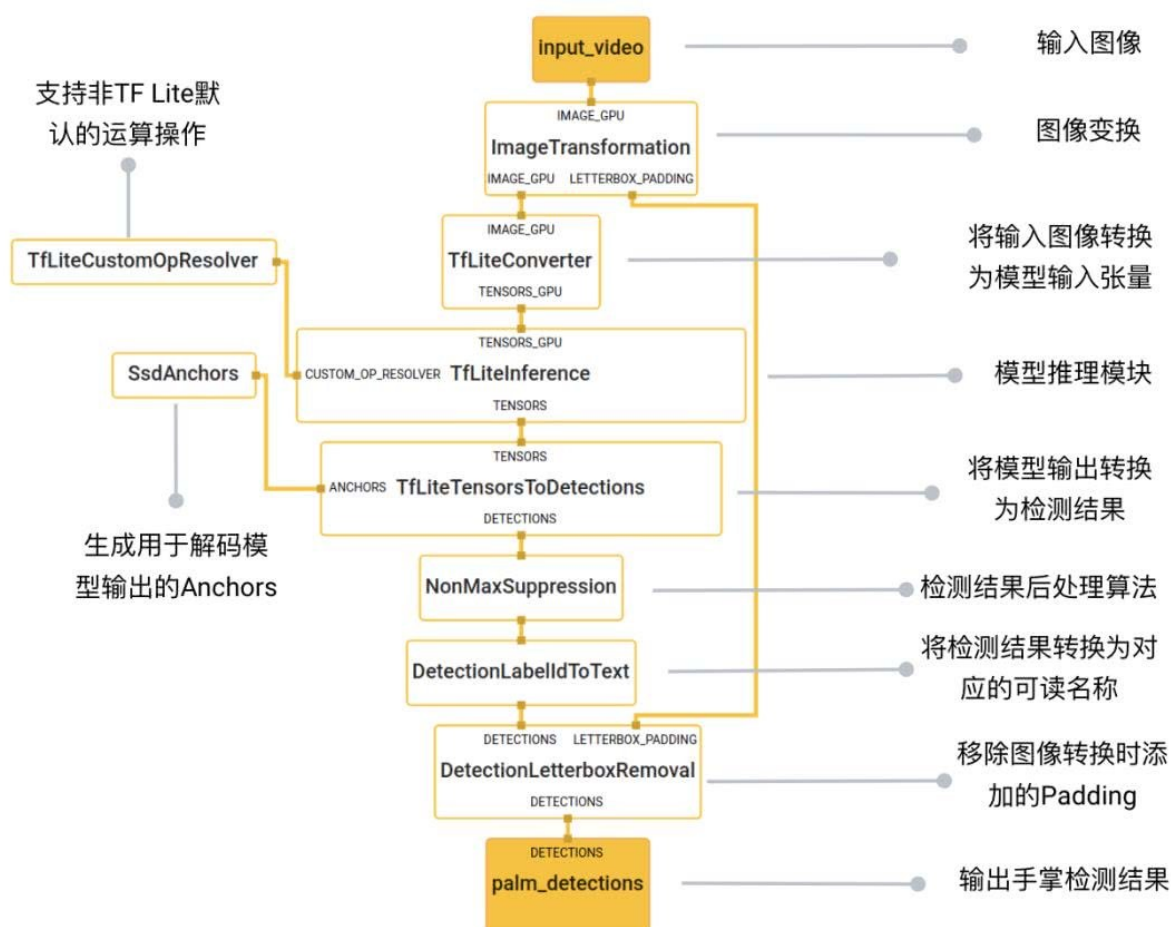 input_video
输入图像
IMAGE_GPU
ImageTransformation
IMAGE_GPU LETTERBOX_PADDING
图像变换
支持非TF Lite默
认的运算操作
TfLiteCustomOpResolver
IMAGE_GPU
TfLiteConverter
TENSORS_GPU
将输入图像转换
为模型输入张量
TENSORS_GPU
CUSTOM_OP_RESOLVER TfLiteInference
TENSORS
模型推理模块
SsdAnchors
生成用于解码模
型输出的Anchors
TENSORS
ANCHORS TfLiteTensorsToDetections
DETECTIONS
将模型输出转换
为检测结果
NonMaxSuppression
检测结果后处理算法
DetectionLabelIdToText
将检测结果转换为对
应的可读名称
DETECTIONS LETTERBOX_PADDING
DetectionLetterboxRemoval
DETECTIONS
移除图像转换时添
加的Padding
DETECTIONS
palm_detections
输出手掌检测结果